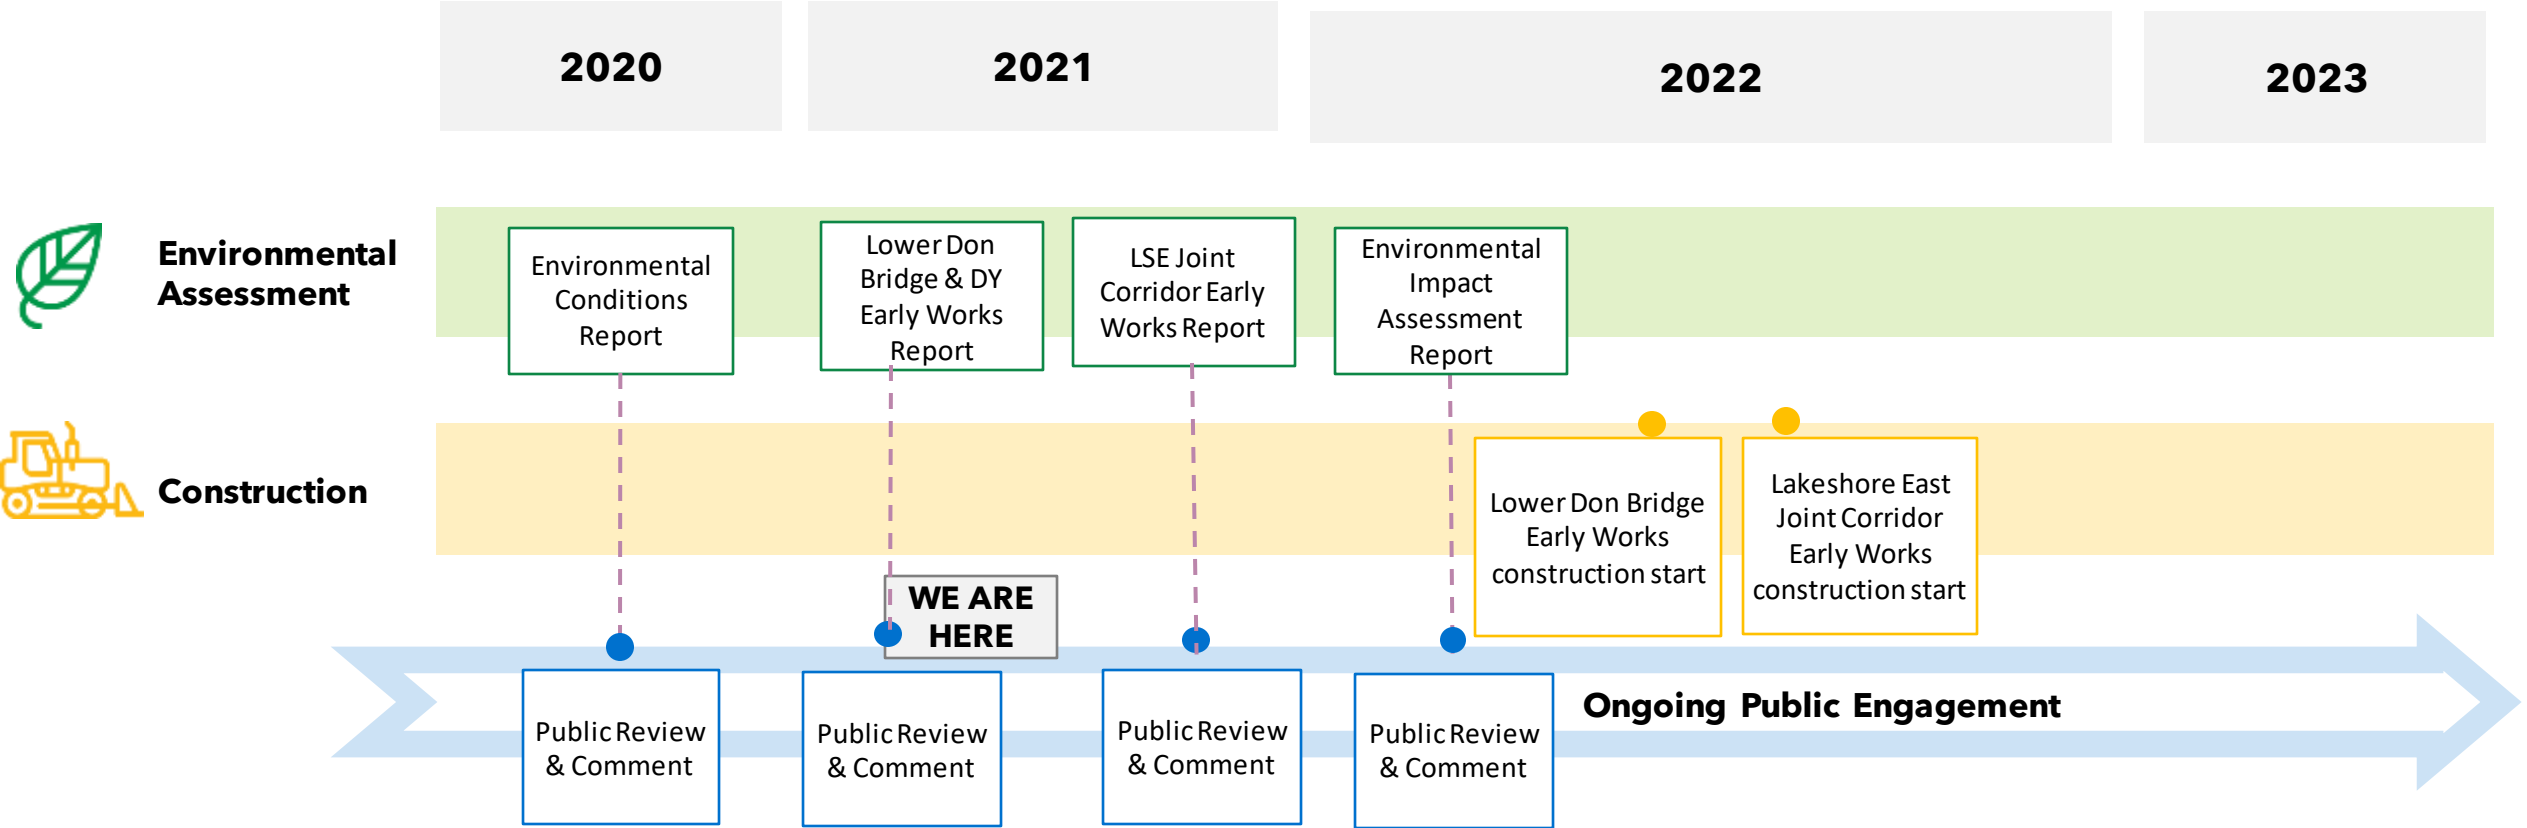 2020
2021
2022
2023
Environmental
Assessment
Environmental
Conditions
Report
Lower Don
Bridge & DY
Early Works
Report
LSE Joint
Corridor Early
Works Report
Environmental
Impact
Assessment
Report
Construction
Lower Don Bridge
Early Works
construction start
Lakeshore East
Joint Corridor
Early Works
construction start
WE ARE
HERE
Public Review
& Comment
Public Review
& Comment
Public Review
& Comment
Public Review
& Comment
Ongoing Public Engagement